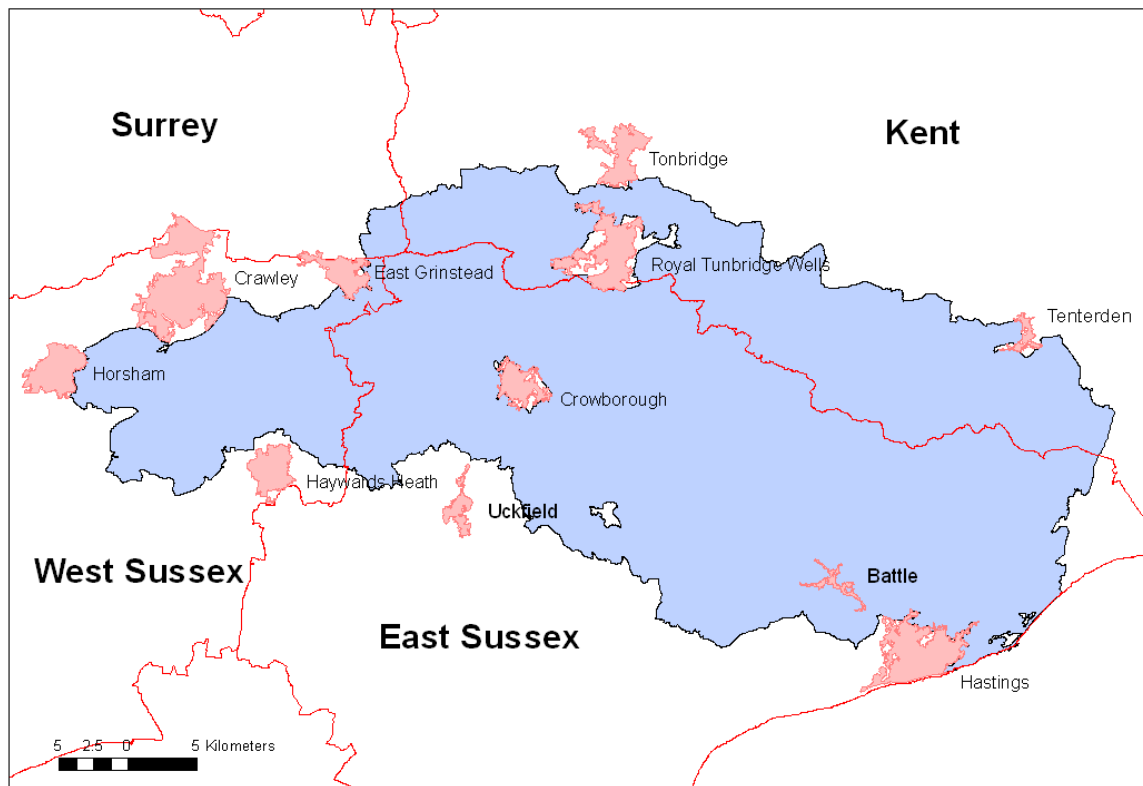 Surrey
Kent
Tonbridge
Crawley
East Grinstead
Royal Tunbridge Wells
Tenterden
Horsham
Crowborough
Haywards Heath
Uckfield
West Sussex
Battle
East Sussex
Hastings
5 2.5 0 5 Kilometers